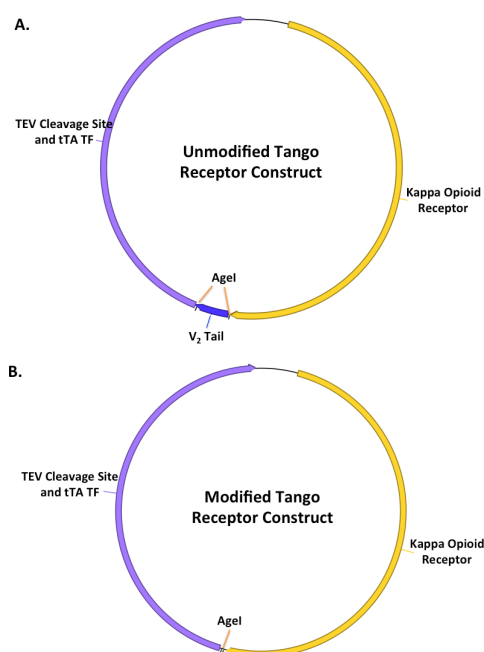 A.
TEV Cleavage Site
and tTA TF
Unmodified Tango
Receptor Construct
Kappa Opioid
Receptor
AgeI
V₂ Tail
B.
TEV Cleavage Site
and tTA TF
Modified Tango
Receptor Construct
Kappa Opioid
Receptor
AgeI